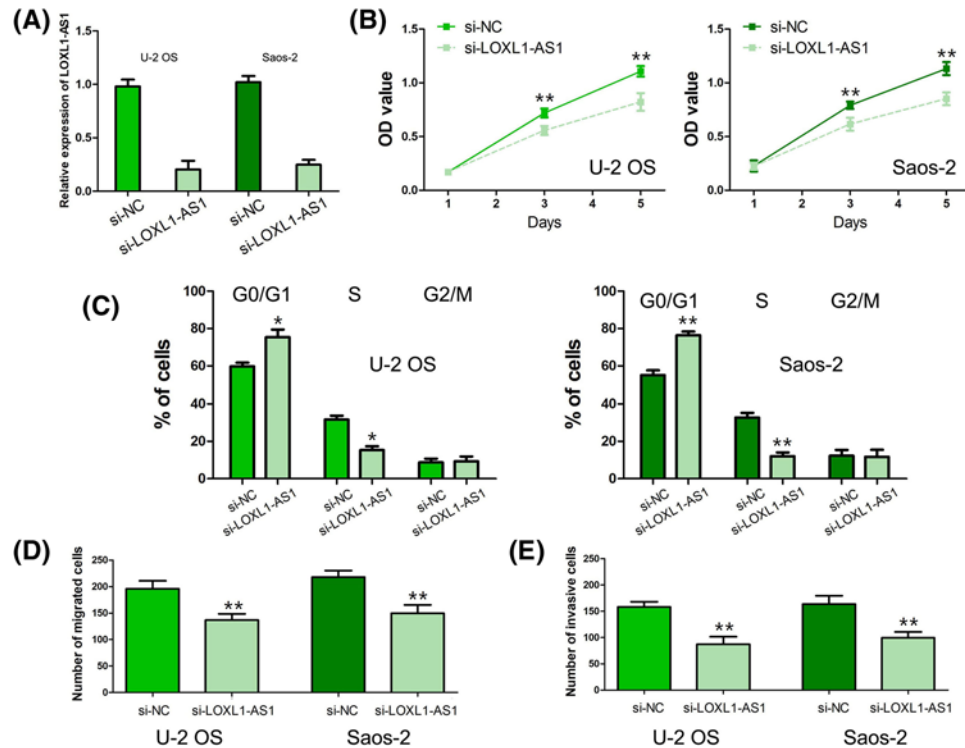 (A)
Relative expression of LOXL1-AS1
1.5
1.0
0.5
0.0
U-2 OS
Saos-2
si-NC
si-LOXL1-AS1
si-NC
si-LOXL1-AS1
(B)
OD value
1.5
1.0
0.5
0.0
si-NC
si-LOXL1-AS1
**
**
U-2 OS
1 2 3 4 5
Days
OD value
1.5
1.0
0.5
0.0
si-NC
si-LOXL1-AS1
**
**
Saos-2
1 2 3 4 5
Days
(C)
% of cells
100
80
60
40
20
0
G0/G1 S G2/M
*
U-2 OS
*
si-NC
si-LOXL1-AS1
si-NC
si-LOXL1-AS1
si-NC
si-LOXL1-AS1
% of cells
100
80
60
40
20
0
G0/G1 S G2/M
**
Saos-2
**
si-NC
si-LOXL1-AS1
si-NC
si-LOXL1-AS1
si-NC
si-LOXL1-AS1
(D)
Number of migrated cells
250
200
150
100
50
0
**
**
si-NC si-LOXL1-AS1 si-NC si-LOXL1-AS1
U-2 OS Saos-2
(E)
Number of invasive cells
250
200
150
100
50
0
**
**
si-NC si-LOXL1-AS1 si-NC si-LOXL1-AS1
U-2 OS Saos-2